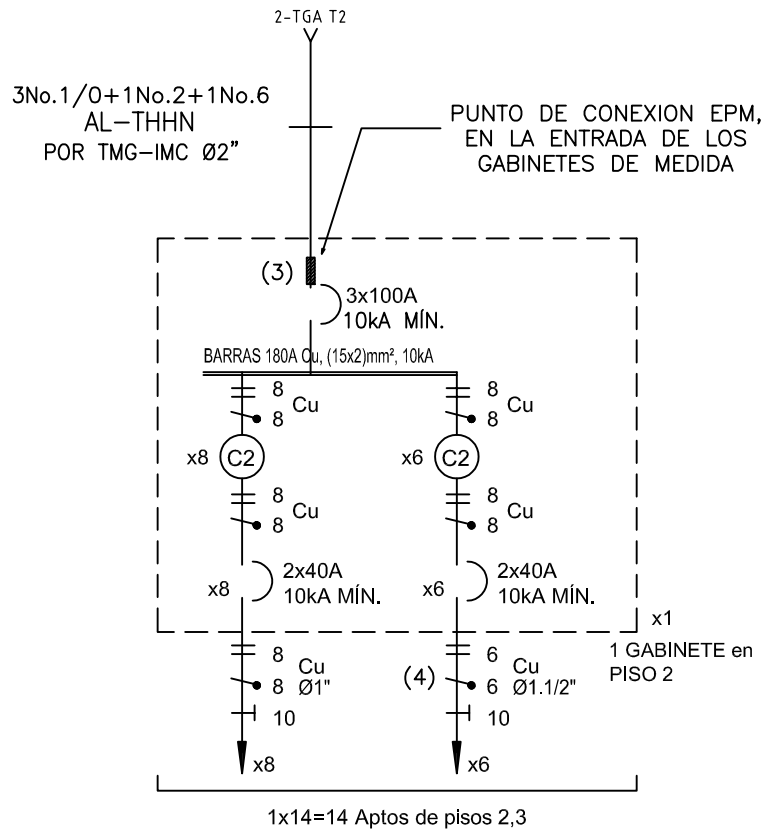 2-TGA T2
3No.1/0+1No.2+1No.6
AL-THHN
POR TMG-IMC Ø2"
PUNTO DE CONEXION EPM,
EN LA ENTRADA DE LOS
GABINETES DE MEDIDA
(3)
3x100A
10kA MÍN.
BARRAS 180A Cu, (15x2)mm², 10kA
8
8
Cu
8
8
Cu
x8
C2
x6
C2
8
8
Cu
8
8
Cu
x8
2x40A
10kA MÍN.
x6
2x40A
10kA MÍN.
x1
1 GABINETE en
PISO 2
8
8
Cu
Ø1"
10
(4)
6
6
Cu
Ø1.1/2"
10
x8
x6
1x14=14 Aptos de pisos 2,3